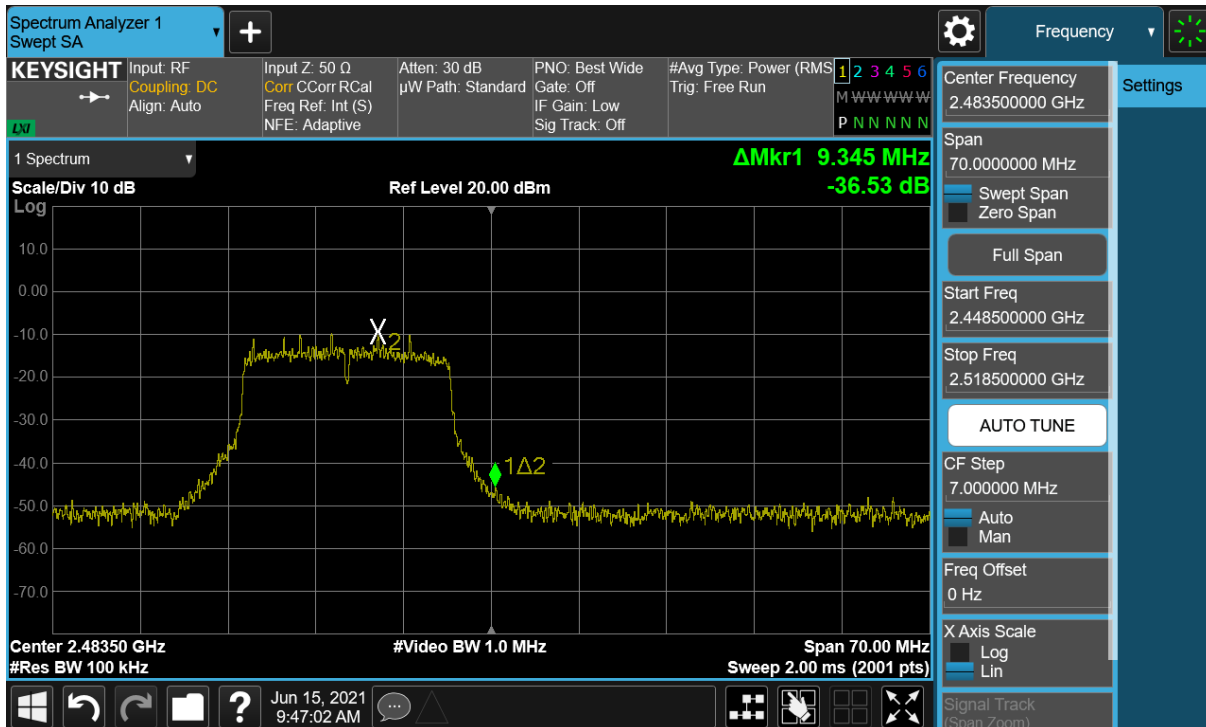 Spectrum Analyzer 1
Swept SA
Frequency
KEYSIGHT
LXI
Input: RF
Coupling: DC
Align: Auto
Input Z: 50 Ω
Corr CCorr RCal
Freq Ref: Int (S)
NFE: Adaptive
Atten: 30 dB
µW Path: Standard
PNO: Best Wide
Gate: Off
IF Gain: Low
Sig Track: Off
#Avg Type: Power (RMS
Trig: Free Run
1 2 3 4 5 6
M W W W W W
P N N N N N
1 Spectrum
Scale/Div 10 dB
Log
Ref Level 20.00 dBm
ΔMkr1 9.345 MHz
-36.53 dB
10.0
0.00
-10.0
-20.0
-30.0
-40.0
-50.0
-60.0
-70.0
X
2
1Δ2
Center 2.48350 GHz
#Res BW 100 kHz
#Video BW 1.0 MHz
Span 70.00 MHz
Sweep 2.00 ms (2001 pts)
Center Frequency
2.483500000 GHz
Span
70.0000000 MHz
Swept Span
Zero Span
Full Span
Start Freq
2.448500000 GHz
Stop Freq
2.518500000 GHz
AUTO TUNE
CF Step
7.000000 MHz
Auto
Man
Freq Offset
0 Hz
X Axis Scale
Log
Lin
Signal Track
(Span Zoom)
Settings
?
Jun 15, 2021
9:47:02 AM